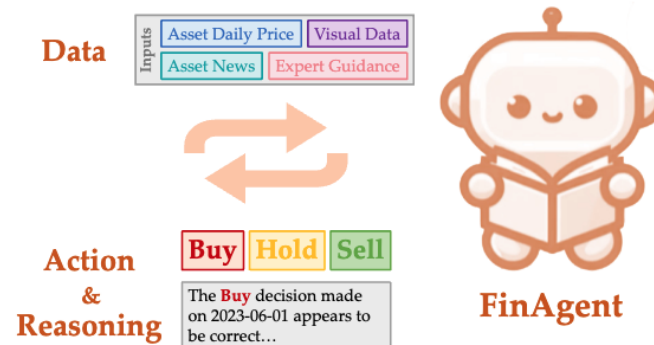 Data
Inputs
Asset Daily Price
Visual Data
Asset News
Expert Guidance
Action
&
Reasoning
Buy
Hold
Sell
The Buy decision made
on 2023-06-01 appears to
be correct…
FinAgent